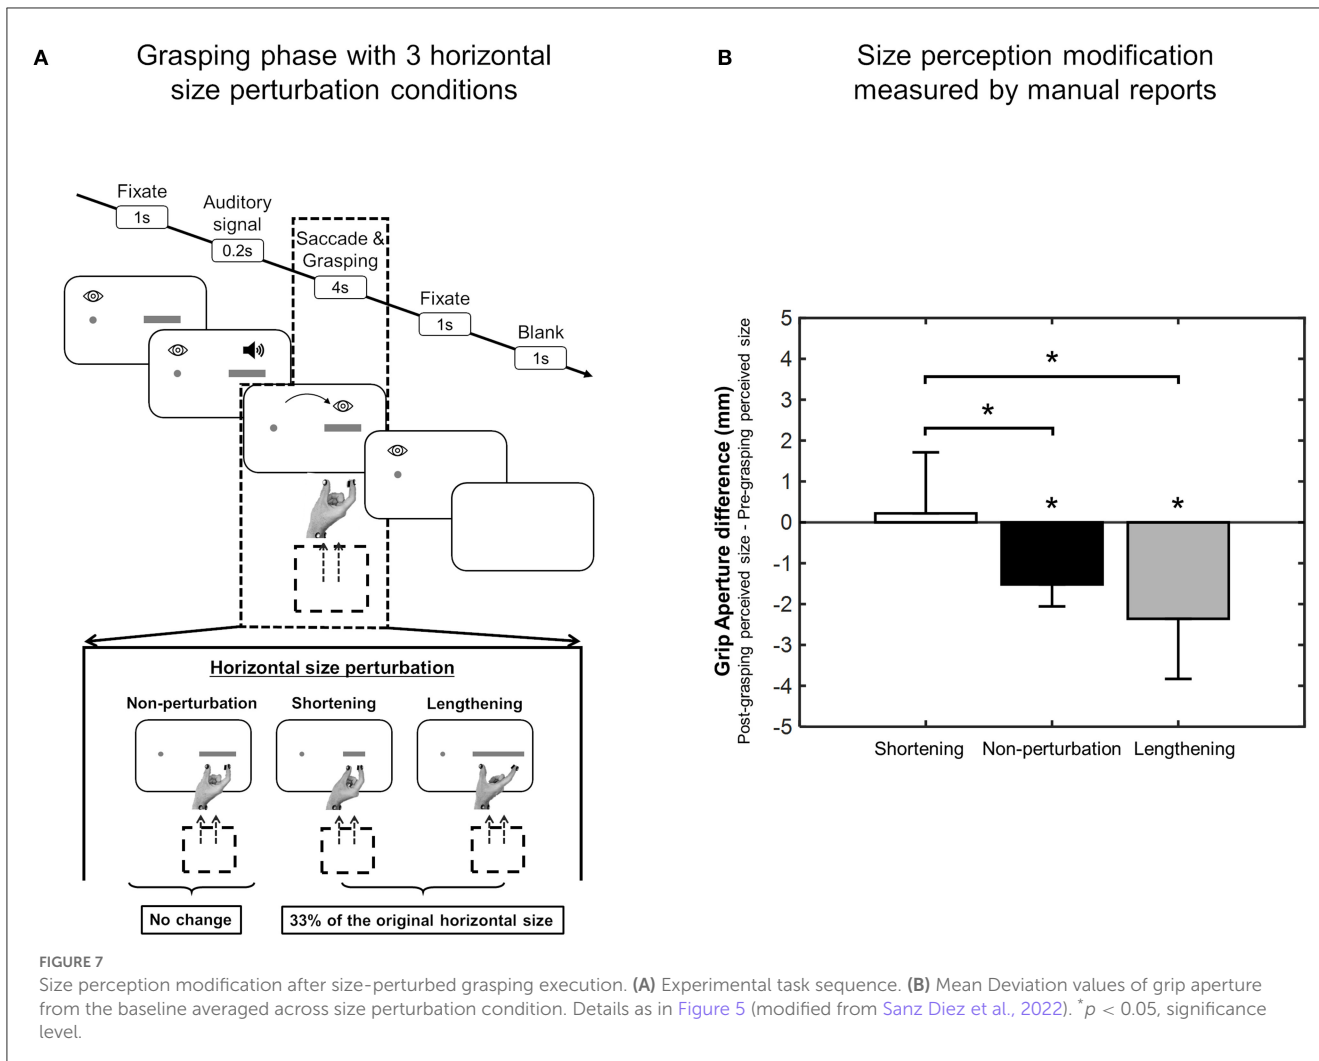 A
Grasping phase with 3 horizontal
size perturbation conditions
Fixate
1s
Auditory
signal
0.2s
Saccade &
Grasping
4s
Fixate
1s
Blank
1s
Horizontal size perturbation
Non-perturbation
Shortening
Lengthening
No change
33% of the original horizontal size
B
Size perception modification
measured by manual reports
Grip Aperture difference (mm)
Post-grasping perceived size - Pre-grasping perceived size
5
4
3
2
1
0
-1
-2
-3
-4
-5
*
*
*
*
Shortening
Non-perturbation
Lengthening
FIGURE 7
Size perception modification after size-perturbed grasping execution. (A) Experimental task sequence. (B) Mean Deviation values of grip aperture
from the baseline averaged across size perturbation condition. Details as in Figure 5 (modified from Sanz Diez et al., 2022). *p < 0.05, significance
level.